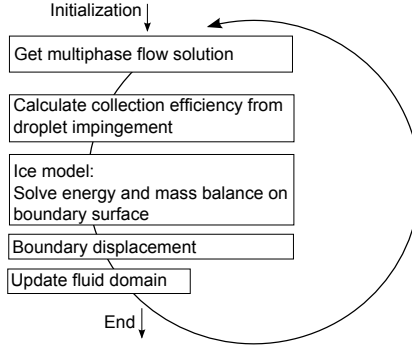 Initialization
Get multiphase flow solution
Calculate collection efficiency from
droplet impingement
Ice model:
Solve energy and mass balance on
boundary surface
Boundary displacement
Update fluid domain
End